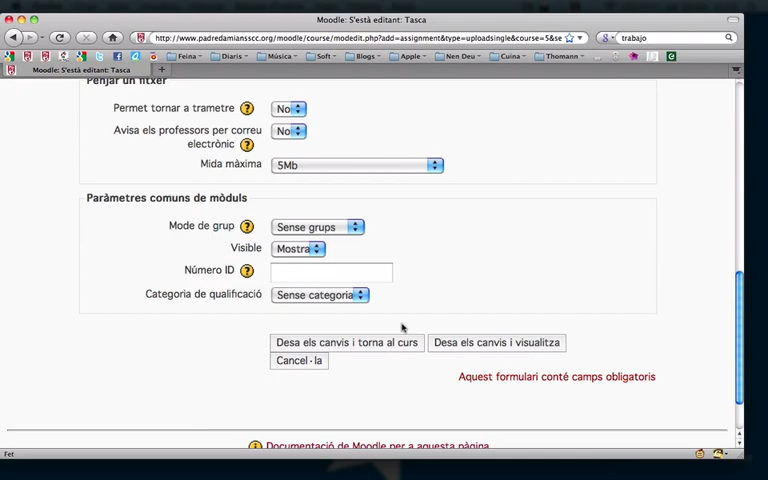 Moodle: S'està editant: Tasca
http://www.padredamiansscc.org/moodle/course/modedit.php?add=assignment&type=uploadsingle&course=5&se
trabajo
Feina Diaris Música Soft Blogs Apple Nen Deu Cuina Thomann
Moodle: S'està editant: Tasca
Penjar un fitxer
Permet tornar a trametre No
Avisa els professors per correu electrònic No
Mida màxima 5Mb
Paràmetres comuns de mòduls
Mode de grup Sense grups
Visible Mostra
Número ID
Categoria de qualificació Sense categoria
Desa els canvis i torna al curs Desa els canvis i visualitza
Cancel·la
Aquest formulari conté camps obligatoris
Documentació de Moodle per a aquesta pàgina
Fet